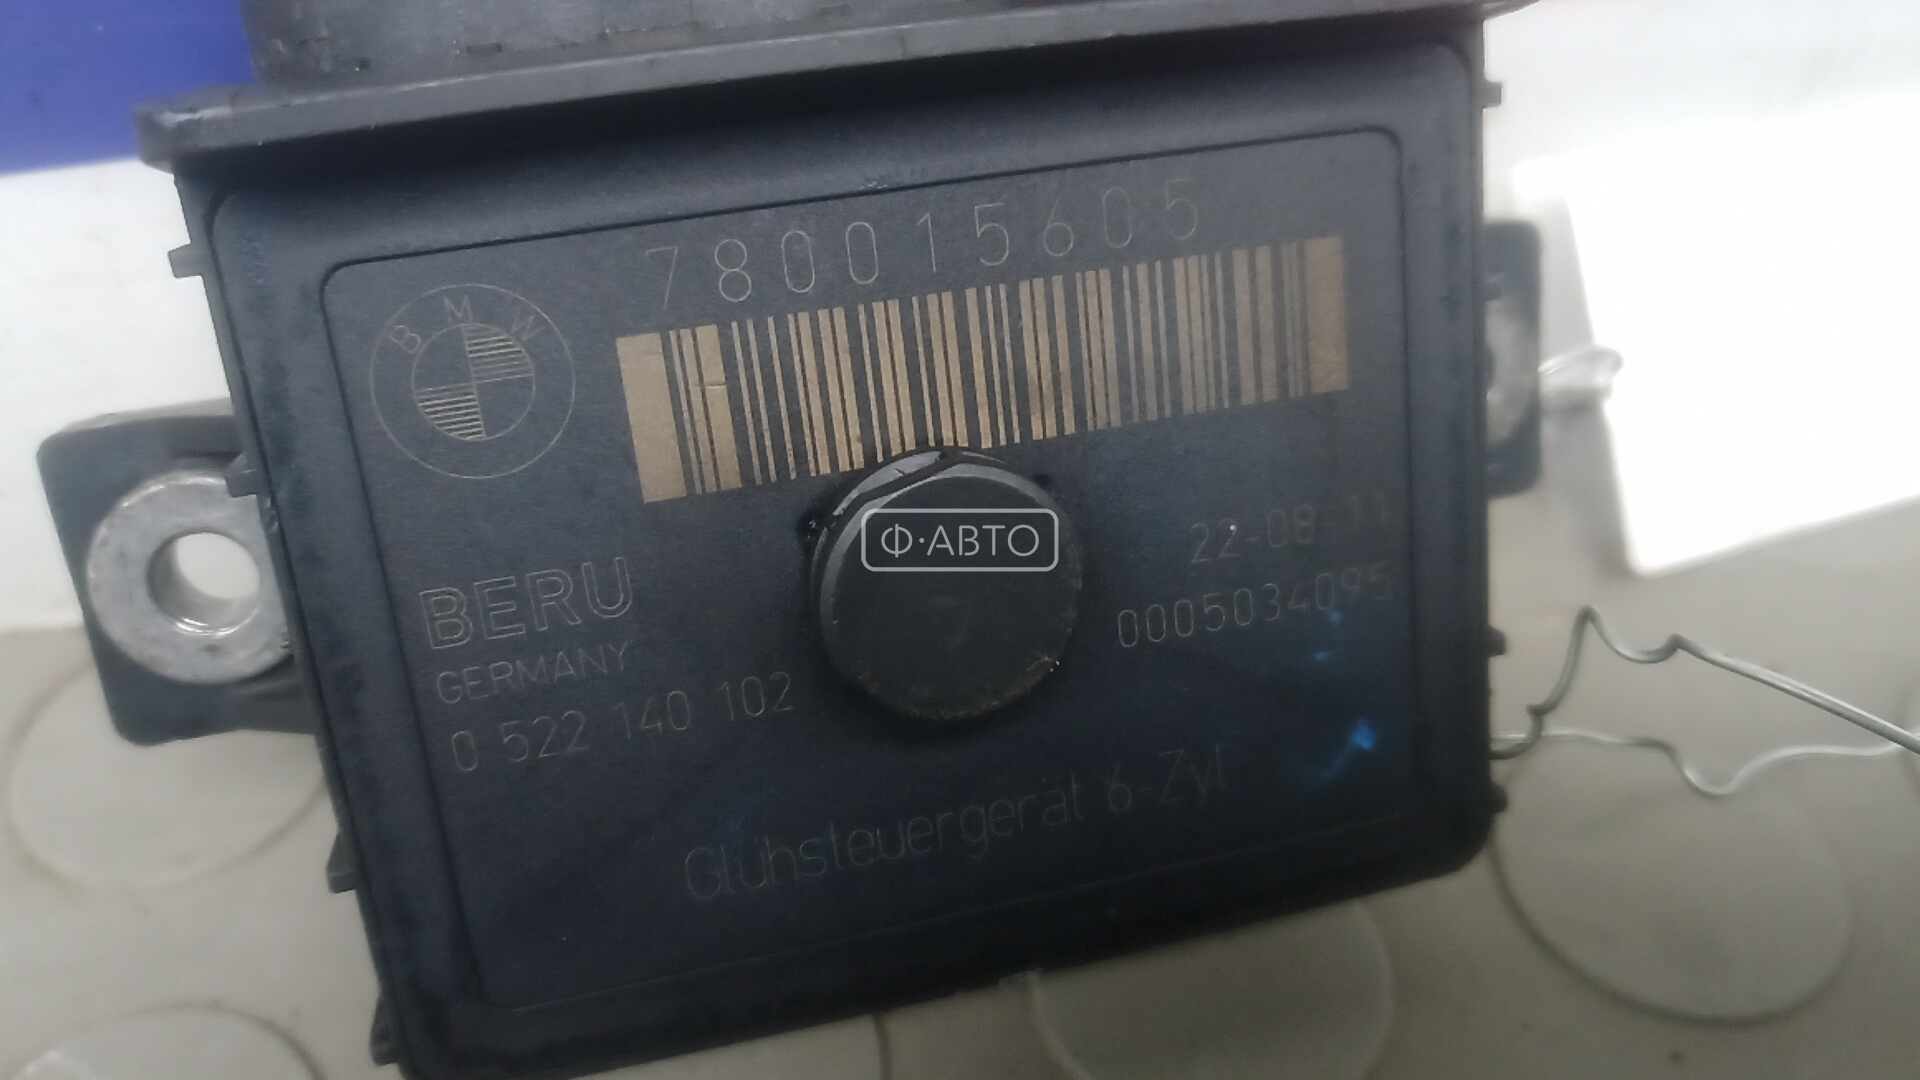 780015605
BMW
Ф·АВТО
22-08-11
BERU
0005034095
GERMANY
0 522 140 102
Glühsteuergerät 6-Zyl.